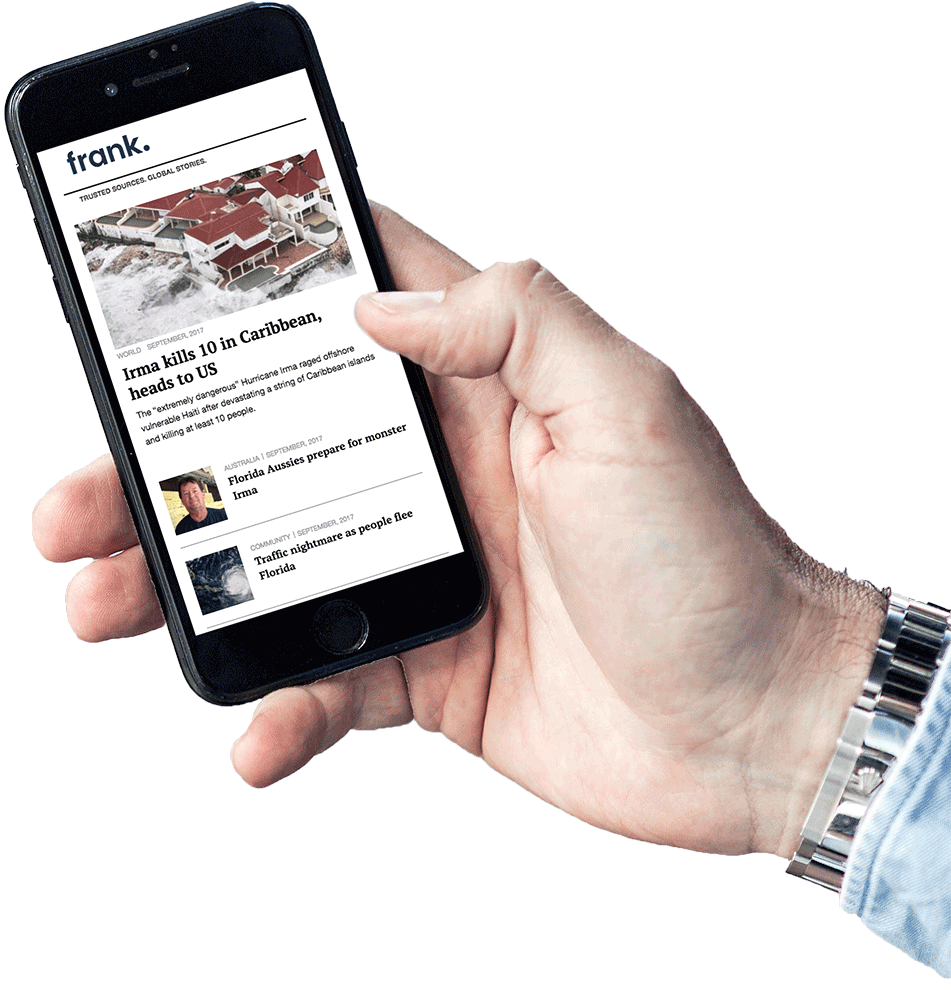 frank.
TRUSTED SOURCES. GLOBAL STORIES.
WORLD SEPTEMBER, 2017
Irma kills 10 in Caribbean,
heads to US
The “extremely dangerous” Hurricane Irma raged offshore
vulnerable Haiti after devastating a string of Caribbean islands
and killing at least 10 people.
AUSTRALIA | SEPTEMBER, 2017
Florida Aussies prepare for monster
Irma
COMMUNITY | SEPTEMBER, 2017
Traffic nightmare as people flee
Florida